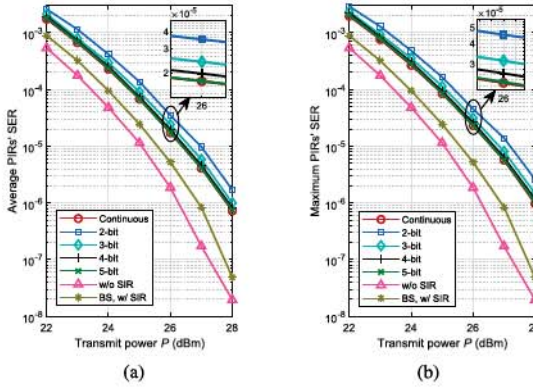 ×10⁻⁵
4
3
2
26
10⁻³
10⁻⁴
10⁻⁵
10⁻⁶
10⁻⁷
10⁻⁸
Average PIRs' SER
Continuous
2-bit
3-bit
4-bit
5-bit
w/o SIR
BS, w/ SIR
22 24 26 28
Transmit power P (dBm)
(a)
×10⁻⁵
5
3
26
10⁻³
10⁻⁴
10⁻⁵
10⁻⁶
10⁻⁷
10⁻⁸
Maximum PIRs' SER
Continuous
2-bit
3-bit
4-bit
5-bit
w/o SIR
BS, w/ SIR
22 24 26 28
Transmit power P (dBm)
(b)